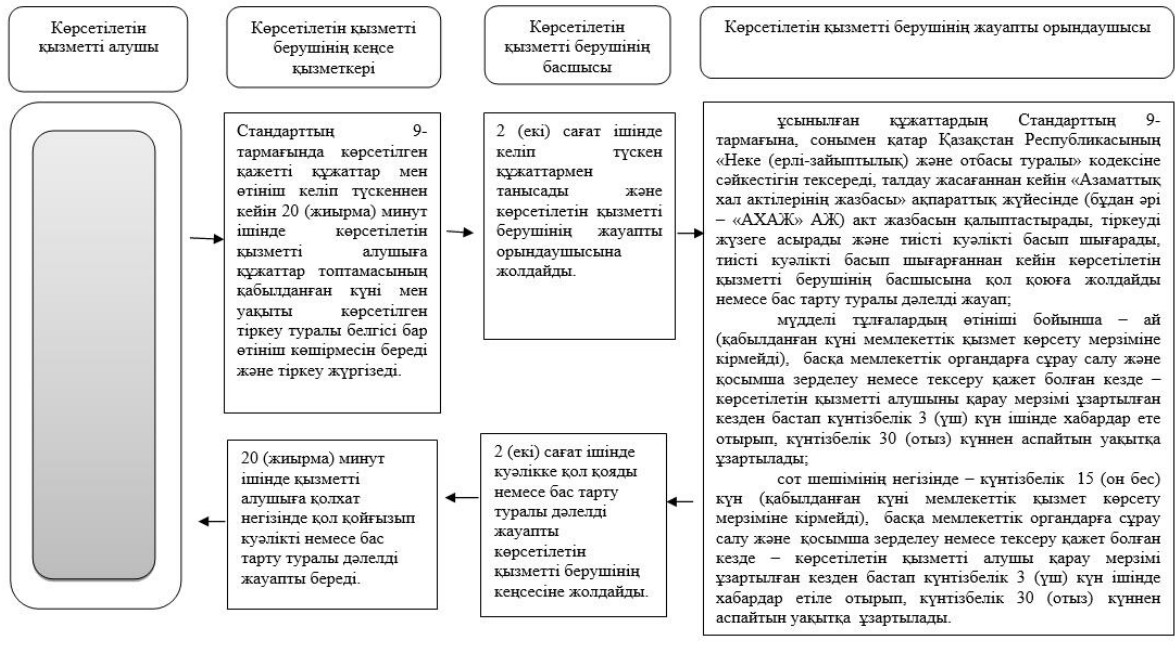 Көрсетілетін
қызметті алушы
Көрсетілетін қызметті
берушінің кеңсе
қызметкері
Көрсетілетін
қызметті берушінің
басшысы
Көрсетілетін қызметті берушінің жауапты орындаушысы
Стандарттың 9-
тармағында көрсетілген
қажетті құжаттар мен
өтініш келіп түскеннен
кейін 20 (жиырма) минут
ішінде көрсетілетін
қызметті алушыға
құжаттар топтамасының
қабылданған күні мен
уақыты көрсетілген
тіркеу туралы белгісі бар
өтініш көшірмесін береді
және тіркеу жүргізеді.
2 (екі) сағат ішінде
келіп түскен
құжаттармен
танысады және
көрсетілетін қызметті
берушінің жауапты
орындаушысына
жолдайды.
ұсынылған құжаттардың Стандарттың 9-
тармағына, сонымен қатар Қазақстан Республикасының
«Неке (ерлі-зайыптылық) және отбасы туралы» кодексіне
сәйкестігін тексереді, талдау жасағаннан кейін «Азаматтық
хал актілерінің жазбасы» ақпараттық жүйесінде (бұдан әрі
– «АХАЖ» АЖ) акт жазбасын қалыптастырады, тіркеуді
жүзеге асырады және тиісті куәлікті басып шығарады,
тиісті куәлікті басып шығарғаннан кейін көрсетілетін
қызметті берушінің басшысына қол қоюға жолдайды
немесе бас тарту туралы дәлелді жауап;
мүдделі тұлғалардың өтініші бойынша – ай
(қабылданған күні мемлекеттік қызмет көрсету мерзіміне
кірмейді), басқа мемлекеттік органдарға сұрау салу және
қосымша зерделеу немесе тексеру қажет болған кезде –
көрсетілетін қызметті алушыны қарау мерзімі ұзартылған
кезден бастап күнтізбелік 3 (үш) күн ішінде хабардар ете
отырып, күнтізбелік 30 (отыз) күннен аспайтын уақытқа
ұзартылады;
сот шешімінің негізінде – күнтізбелік 15 (он бес)
күн (қабылданған күні мемлекеттік қызмет көрсету
мерзіміне кірмейді), басқа мемлекеттік органдарға сұрау
салу және қосымша зерделеу немесе тексеру қажет болған
кезде – көрсетілетін қызметті алушы қарау мерзімі
ұзартылған кезден бастап күнтізбелік 3 (үш) күн ішінде
хабардар етіле отырып, күнтізбелік 30 (отыз) күннен
аспайтын уақытқа ұзартылады.
2 (екі) сағат ішінде
куәлікке қол қояды
немесе бас тарту
туралы дәлелді
жауапты
көрсетілетін
қызметті берушінің
кеңсесіне жолдайды.
20 (жиырма) минут
ішінде қызметті
алушыға қолхат
негізінде қол қойғызып
куәлікті немесе бас
тарту туралы дәлелді
жауапты береді.